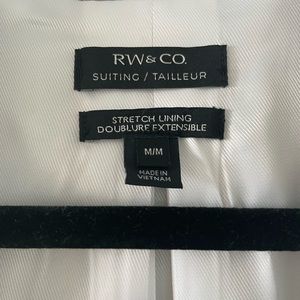 RW&CO.
SUITING / TAILLEUR
STRETCH LINING
DOUBLURE EXTENSIBLE
M/M
MADE IN
VIETNAM